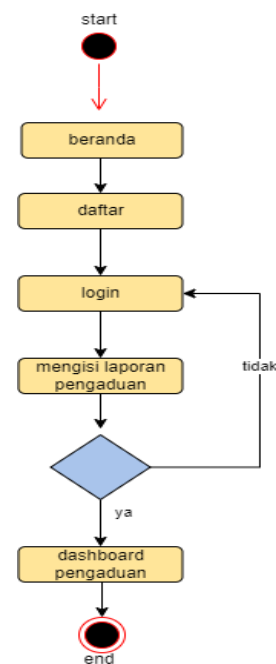 start
beranda
daftar
login
mengisi laporan
pengaduan
tidak
ya
dashboard
pengaduan
end